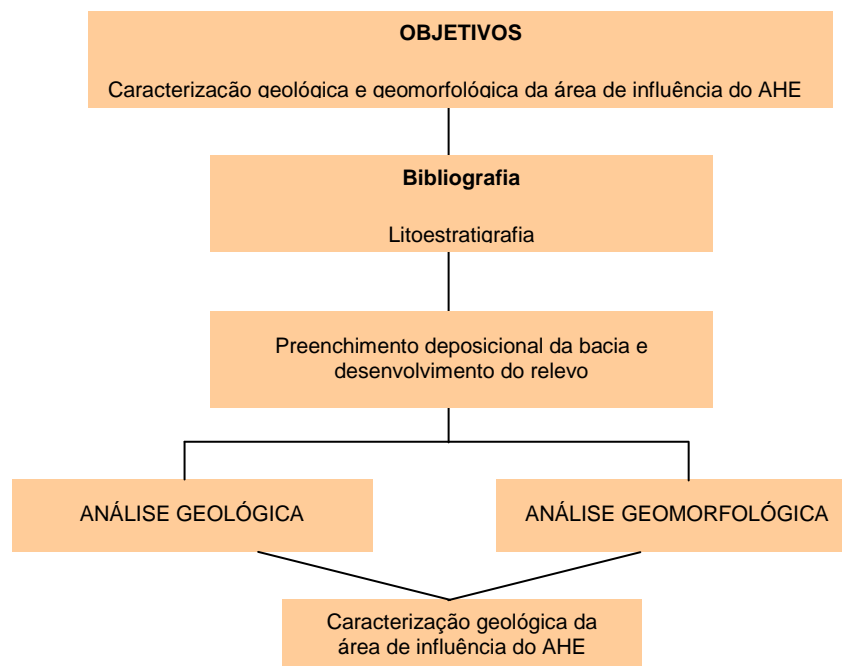 OBJETIVOS
Caracterização geológica e geomorfológica da área de influência do AHE
Bibliografia
Litoestratigrafia
Preenchimento deposicional da bacia e
desenvolvimento do relevo
ANÁLISE GEOLÓGICA
ANÁLISE GEOMORFOLÓGICA
Caracterização geológica da
área de influência do AHE